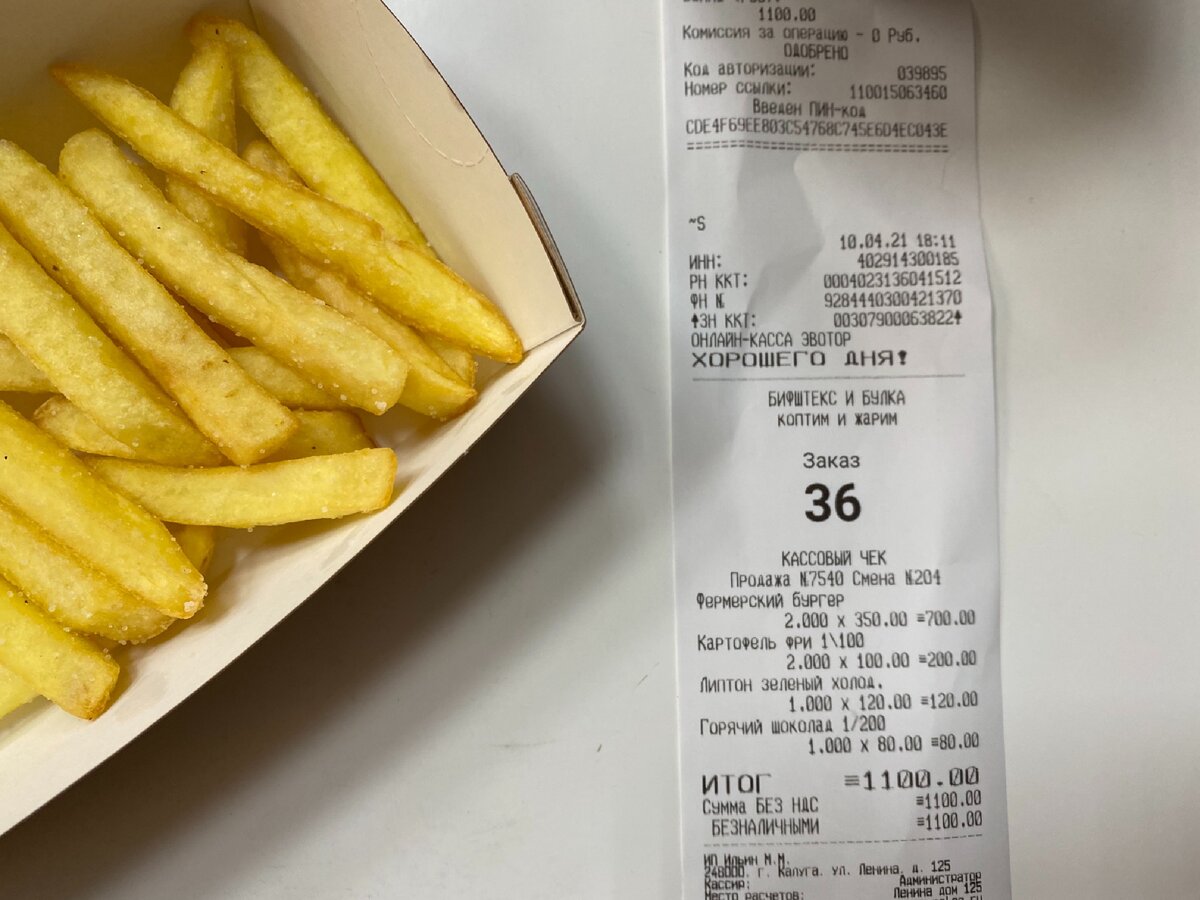 1100.00
Комиссия за операцию - 0 Руб.
ОДОБРЕНО
Код авторизации: 039895
Номер ссылки: 110015063460
Введен ПИН-код
CDE4F69EE803C54768C745E6D4EC043E
~S
10.04.21 18:11
ИНН: 402914300185
РН ККТ: 0004023136041512
ФН № 9284440300421370
ЗН ККТ: 00307900063822
ОНЛАЙН-КАССА ЭВОТОР
ХОРОШЕГО ДНЯ!
БИФШТЕКС И БУЛКА
КОПТИМ И ЖАРИМ
Заказ
36
КАССОВЫЙ ЧЕК
Продажа №7540 Смена №204
Фермерский бургер
2.000 x 350.00 =700.00
Картофель фри 1\100
2.000 x 100.00 =200.00
Липтон зеленый холод.
1.000 x 120.00 =120.00
Горячий шоколад 1/200
1.000 x 80.00 =80.00
ИТОГ =1100.00
Сумма БЕЗ НДС =1100.00
БЕЗНАЛИЧНЫМИ =1100.00
ИП Ильин М.М.
248000, г. Калуга, ул. Ленина, д. 125
Кассир: Администратор
Место расчетов: Ленина дом 125